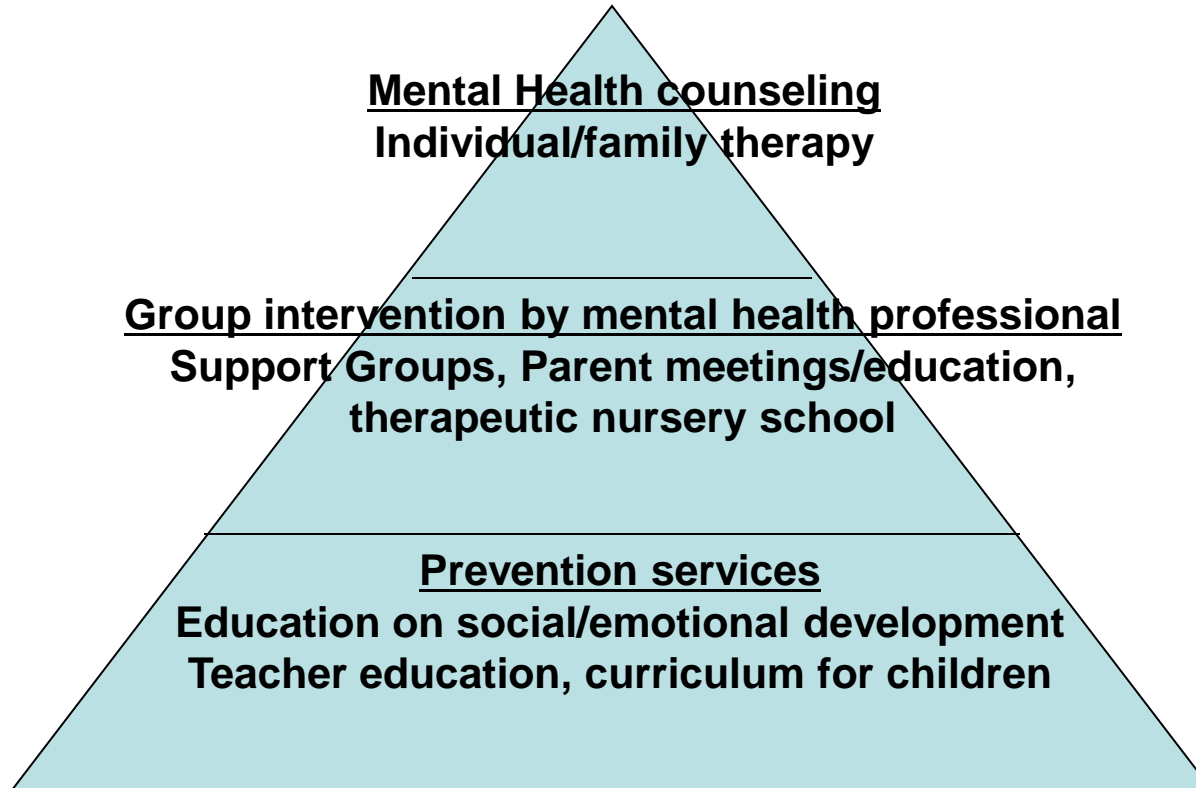 Mental Health counseling
Individual/family therapy
Group intervention by mental health professional
Support Groups, Parent meetings/education,
therapeutic nursery school
Prevention services
Education on social/emotional development
Teacher education, curriculum for children